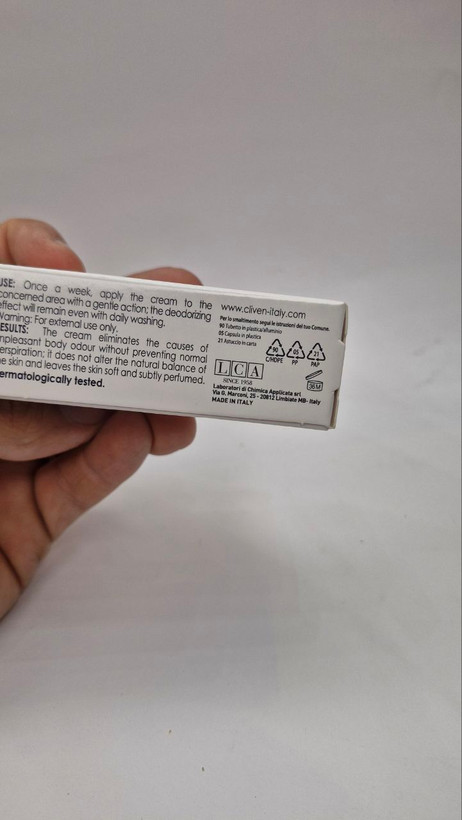 USE: Once a week, apply the cream to the
concerned area with a gentle action; the deodorizing
effect will remain even with daily washing.
Warning: For external use only.
RESULTS: The cream eliminates the causes of
unpleasant body odour without preventing normal
perspiration; it does not alter the natural balance of
the skin and leaves the skin soft and subtly perfumed.
Dermatologically tested.
www.cliven-italy.com
Per lo smaltimento segui le istruzioni del tuo Comune.
90 Tubetto in plastica/alluminio
05 Capsula in plastica
21 Astuccio in carta
90 05 21
C/HDPE PP PAP
LCA
SINCE 1958
36M
Laboratori di Chimica Applicata srl
Via G. Marconi, 25 - 20812 Limbiate MB- Italy
MADE IN ITALY